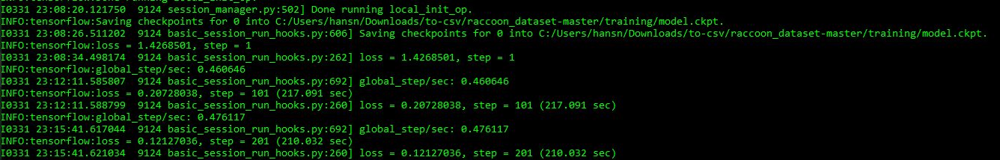 I0331 23:08:20.121750  9124 session_manager.py:502] Done running local_init_op.
INFO:tensorflow:Saving checkpoints for 0 into C:/Users/hansn/Downloads/to-csv/raccoon_dataset-master/training/model.ckpt.
I0331 23:08:26.511202  9124 basic_session_run_hooks.py:606] Saving checkpoints for 0 into C:/Users/hansn/Downloads/to-csv/raccoon_dataset-master/training/model.ckpt.
INFO:tensorflow:loss = 1.4268501, step = 1
I0331 23:08:34.498174  9124 basic_session_run_hooks.py:262] loss = 1.4268501, step = 1
INFO:tensorflow:global_step/sec: 0.460646
I0331 23:12:11.585807  9124 basic_session_run_hooks.py:692] global_step/sec: 0.460646
INFO:tensorflow:loss = 0.20728038, step = 101 (217.091 sec)
I0331 23:12:11.588799  9124 basic_session_run_hooks.py:260] loss = 0.20728038, step = 101 (217.091 sec)
INFO:tensorflow:global_step/sec: 0.476117
I0331 23:15:41.617044  9124 basic_session_run_hooks.py:692] global_step/sec: 0.476117
INFO:tensorflow:loss = 0.12127036, step = 201 (210.032 sec)
I0331 23:15:41.621034  9124 basic_session_run_hooks.py:260] loss = 0.12127036, step = 201 (210.032 sec)